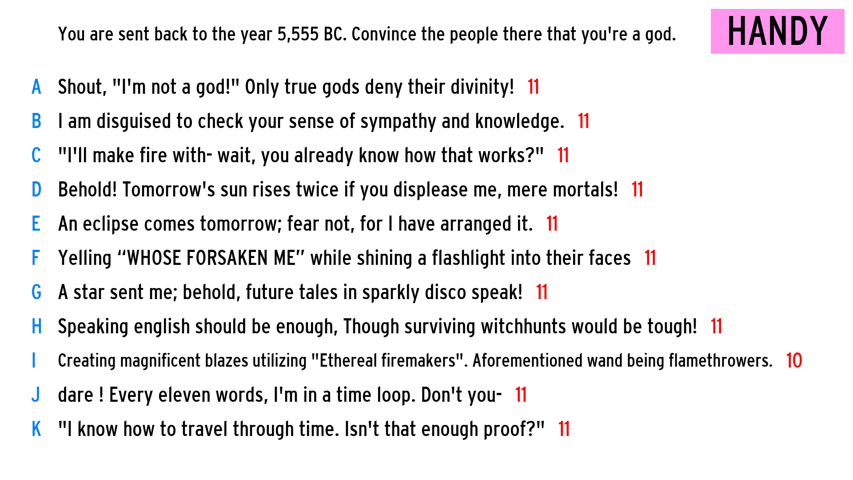 You are sent back to the year 5,555 BC. Convince the people there that you're a god.
HANDY
A Shout, "I'm not a god!" Only true gods deny their divinity! 11
B I am disguised to check your sense of sympathy and knowledge. 11
C "I'll make fire with- wait, you already know how that works?" 11
D Behold! Tomorrow's sun rises twice if you displease me, mere mortals! 11
E An eclipse comes tomorrow; fear not, for I have arranged it. 11
F Yelling “WHOSE FORSAKEN ME” while shining a flashlight into their faces 11
G A star sent me; behold, future tales in sparkly disco speak! 11
H Speaking english should be enough, Though surviving witchhunts would be tough! 11
I Creating magnificent blazes utilizing "Ethereal firemakers". Aforementioned wand being flamethrowers. 10
J dare ! Every eleven words, I'm in a time loop. Don't you- 11
K "I know how to travel through time. Isn't that enough proof?" 11